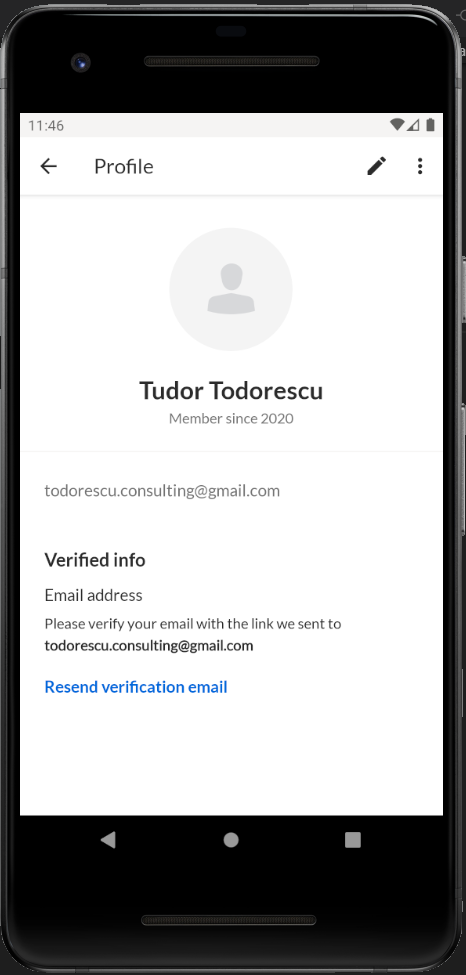 11:46
Profile
Tudor Todorescu
Member since 2020
todorescu.consulting@gmail.com
Verified info
Email address
Please verify your email with the link we sent to
todorescu.consulting@gmail.com
Resend verification email